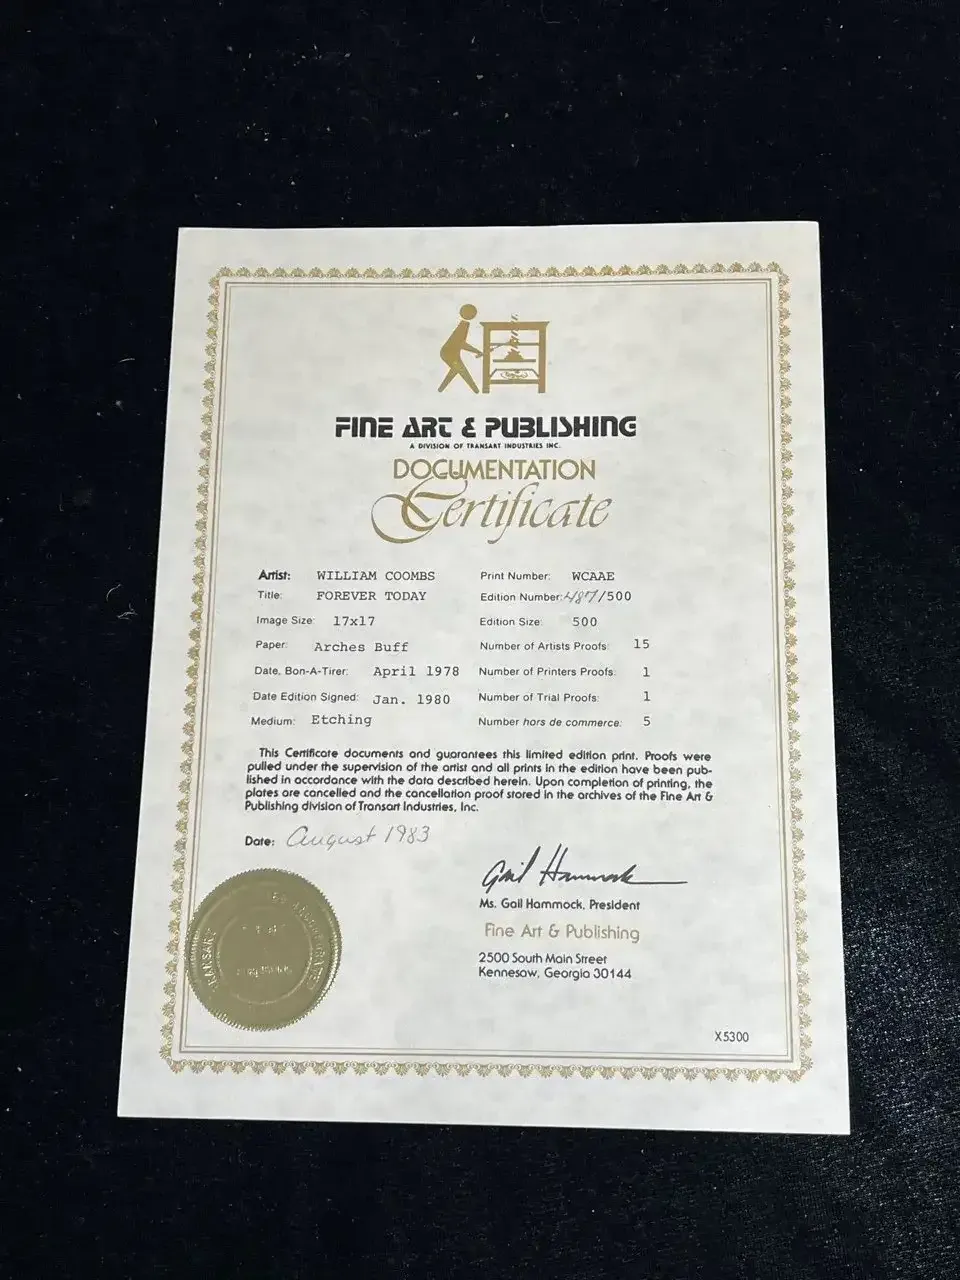 FINE ART & PUBLISHING
A DIVISION OF TRANSART INDUSTRIES INC.
DOCUMENTATION
Certificate
Artist: WILLIAM COOMBS
Title: FOREVER TODAY
Image Size: 17x17
Paper: Arches Buff
Date, Bon-A-Tirer: April 1978
Date Edition Signed: Jan. 1980
Medium: Etching
Print Number: WCAAE
Edition Number: 487/500
Edition Size: 500
Number of Artists Proofs: 15
Number of Printers Proofs: 1
Number of Trial Proofs: 1
Number hors de commerce: 5
This Certificate documents and guarantees this limited edition print. Proofs were
pulled under the supervision of the artist and all prints in the edition have been pub-
lished in accordance with the data described herein. Upon completion of printing, the
plates are cancelled and the cancellation proof stored in the archives of the Fine Art &
Publishing division of Transart Industries, Inc.
Date: August 1983
Gail Hammock
Ms. Gail Hammock, President
Fine Art & Publishing
2500 South Main Street
Kennesaw, Georgia 30144
TRANSART
X5300